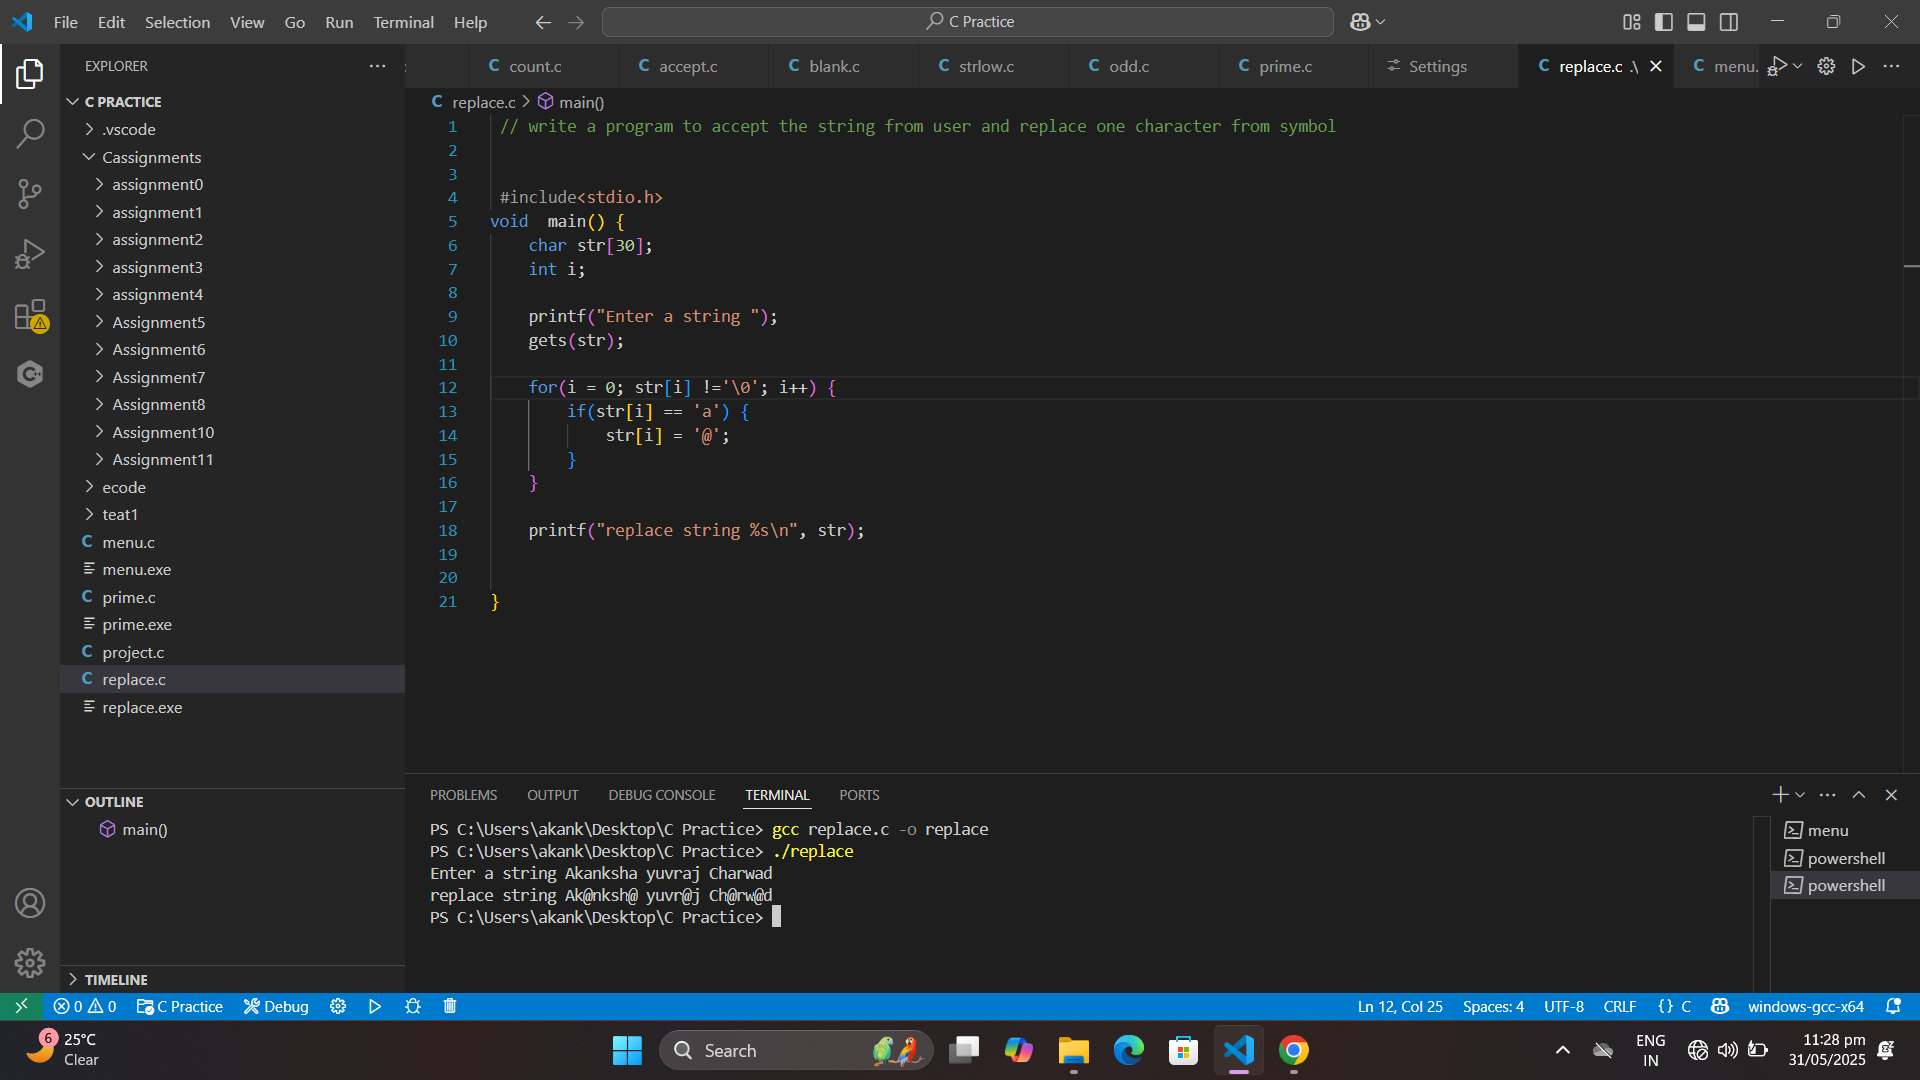 File Edit Selection View Go Run Terminal Help
C Practice
EXPLORER
C PRACTICE
.vscode
Cassignments
assignment0
assignment1
assignment2
assignment3
assignment4
Assignment5
Assignment6
Assignment7
Assignment8
Assignment10
Assignment11
ecode
teat1
C menu.c
menu.exe
C prime.c
prime.exe
C project.c
C replace.c
replace.exe
OUTLINE
main()
TIMELINE
C count.c C accept.c C blank.c C strlow.c C odd.c C prime.c Settings C replace.c .\ C menu.
C replace.c > main()
1 // write a program to accept the string from user and replace one character from symbol
2
3
4 #include<stdio.h>
5 void  main() {
6 char str[30];
7 int i;
8
9 printf("Enter a string ");
10 gets(str);
11
12 for(i = 0; str[i] !='\0'; i++) {
13 if(str[i] == 'a') {
14 str[i] = '@';
15 }
16 }
17
18 printf("replace string %s\n", str);
19
20
21 }
PROBLEMS OUTPUT DEBUG CONSOLE TERMINAL PORTS
PS C:\Users\akank\Desktop\C Practice> gcc replace.c -o replace
PS C:\Users\akank\Desktop\C Practice> ./replace
Enter a string Akanksha yuvraj Charwad
replace string Ak@nksh@ yuvr@j Ch@rw@d
PS C:\Users\akank\Desktop\C Practice>
menu
powershell
powershell
0 0 C Practice Debug Ln 12, Col 25 Spaces: 4 UTF-8 CRLF {} C windows-gcc-x64
6
25°C
Clear
Search
ENG
IN
11:28 pm
31/05/2025